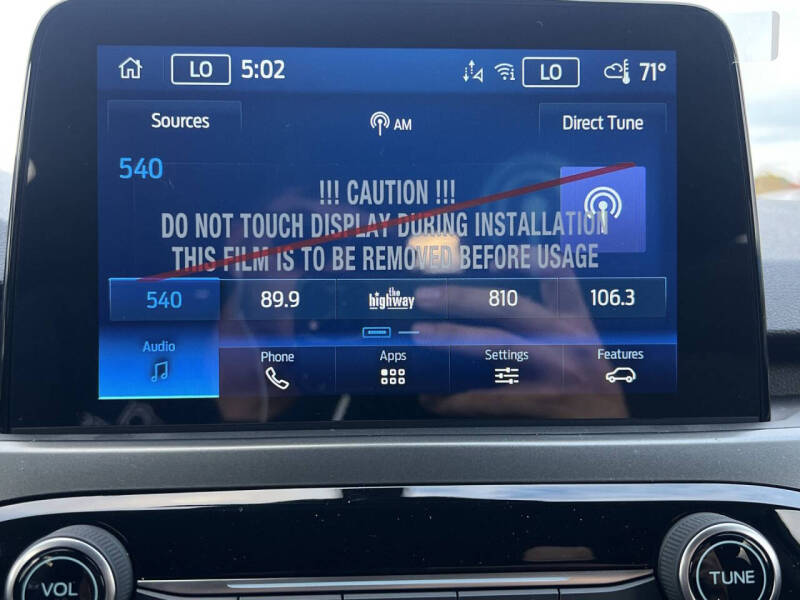 LO 5:02 LO 71°
Sources AM Direct Tune
540
!!! CAUTION !!!
DO NOT TOUCH DISPLAY DURING INSTALLATION
THIS FILM IS TO BE REMOVED BEFORE USAGE
540 89.9 the highway 810 106.3
Audio Phone Apps Settings Features
VOL TUNE